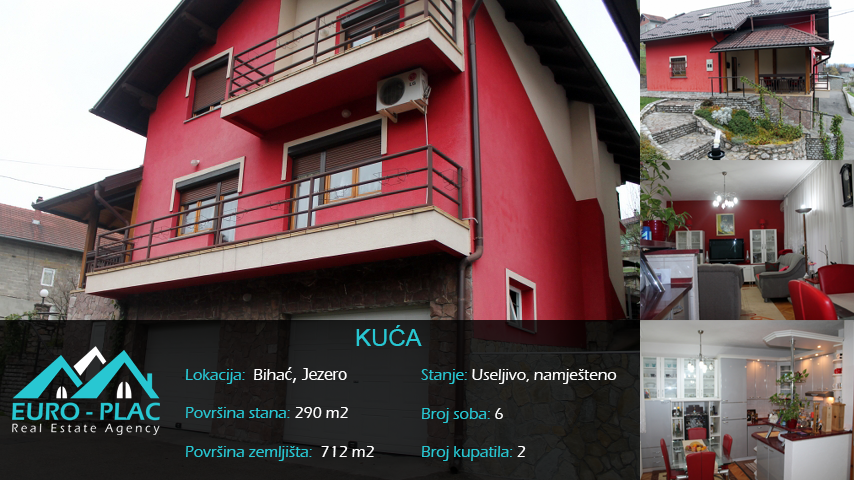 KUĆA
Lokacija: Bihać, Jezero
Površina stana: 290 m2
Površina zemljišta: 712 m2
Stanje: Useljivo, namješteno
Broj soba: 6
Broj kupatila: 2
EURO - PLAC
Real Estate Agency